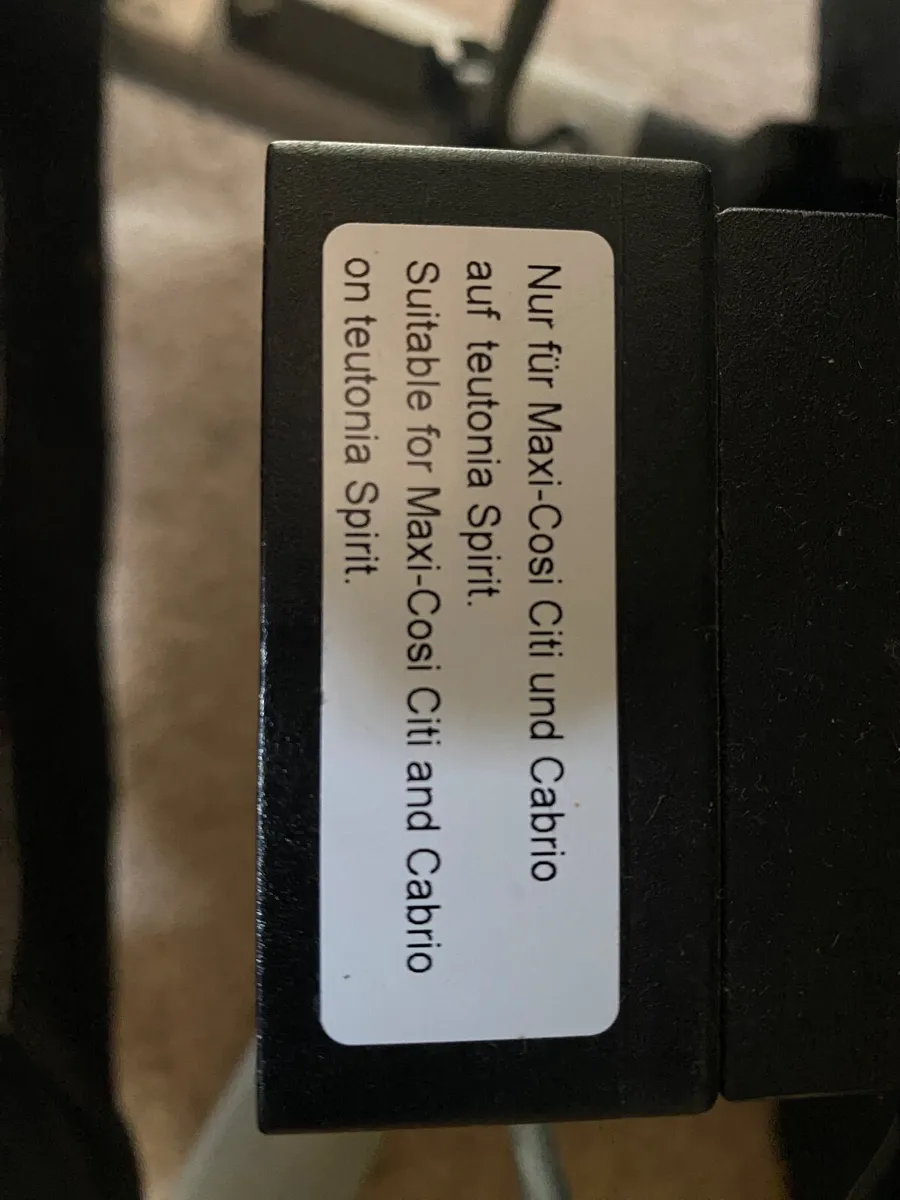 Nur für Maxi-Cosi Citi und Cabrio
auf teutonia Spirit.
Suitable for Maxi-Cosi Citi and Cabrio
on teutonia Spirit.